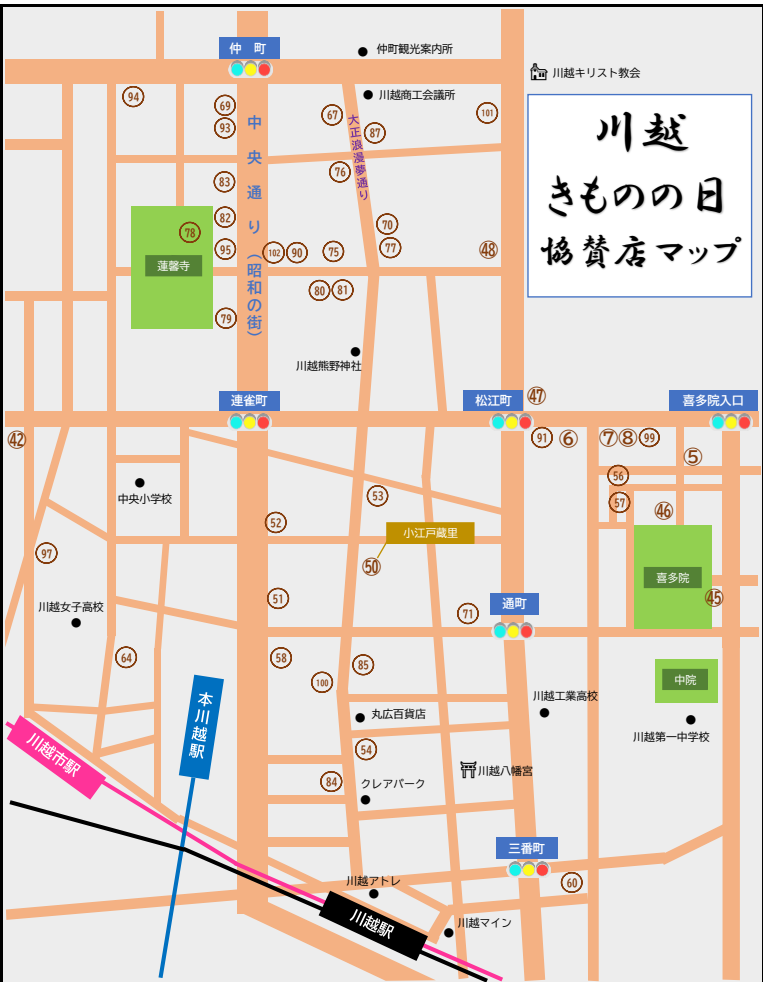 仲 町
仲町観光案内所
川越キリスト教会
94
69
93
川越商工会議所
67
87
101
大正浪漫夢通り
川越
きものの日
協賛店マップ
中央通り(昭和の街)
76
83
82
78
95
蓮馨寺
102
90
75
70
77
48
80
81
79
川越熊野神社
連雀町
松江町
47
喜多院入口
42
91
6
7
8
99
5
56
57
46
中央小学校
53
52
小江戸蔵里
50
97
喜多院
45
川越女子高校
51
71
通町
64
58
85
100
中院
本川越駅
丸広百貨店
川越工業高校
川越第一中学校
川越市駅
54
84
クレアパーク
川越八幡宮
三番町
60
川越アトレ
川越駅
川越マイン